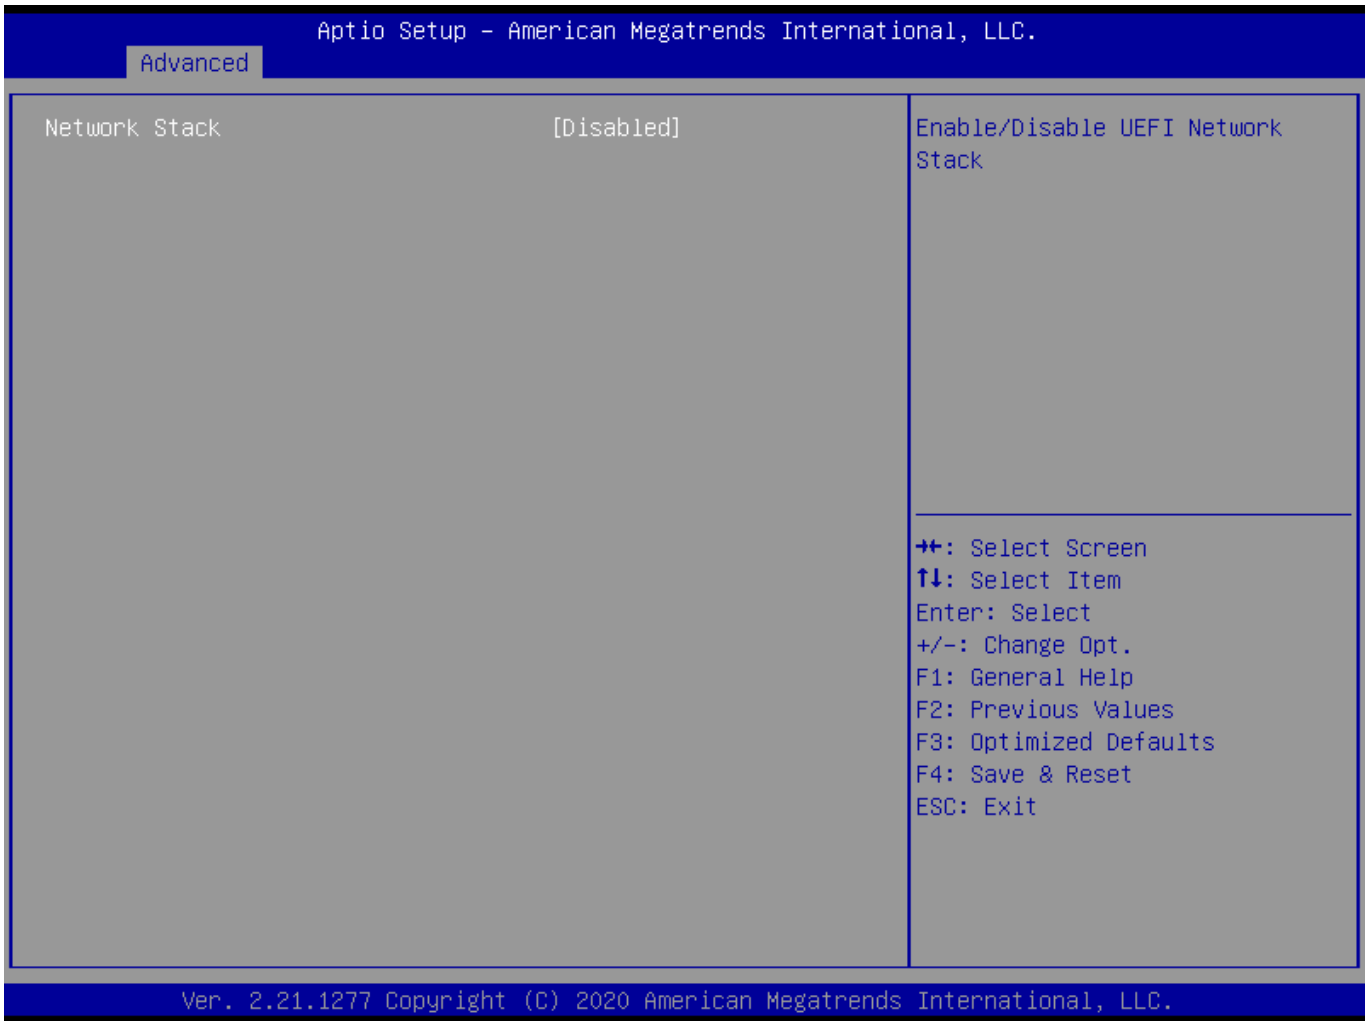 Aptio Setup – American Megatrends International, LLC.
Advanced
Network Stack [Disabled]
Enable/Disable UEFI Network
Stack
→←: Select Screen
↑↓: Select Item
Enter: Select
+/-: Change Opt.
F1: General Help
F2: Previous Values
F3: Optimized Defaults
F4: Save & Reset
ESC: Exit
Ver. 2.21.1277 Copyright (C) 2020 American Megatrends International, LLC.